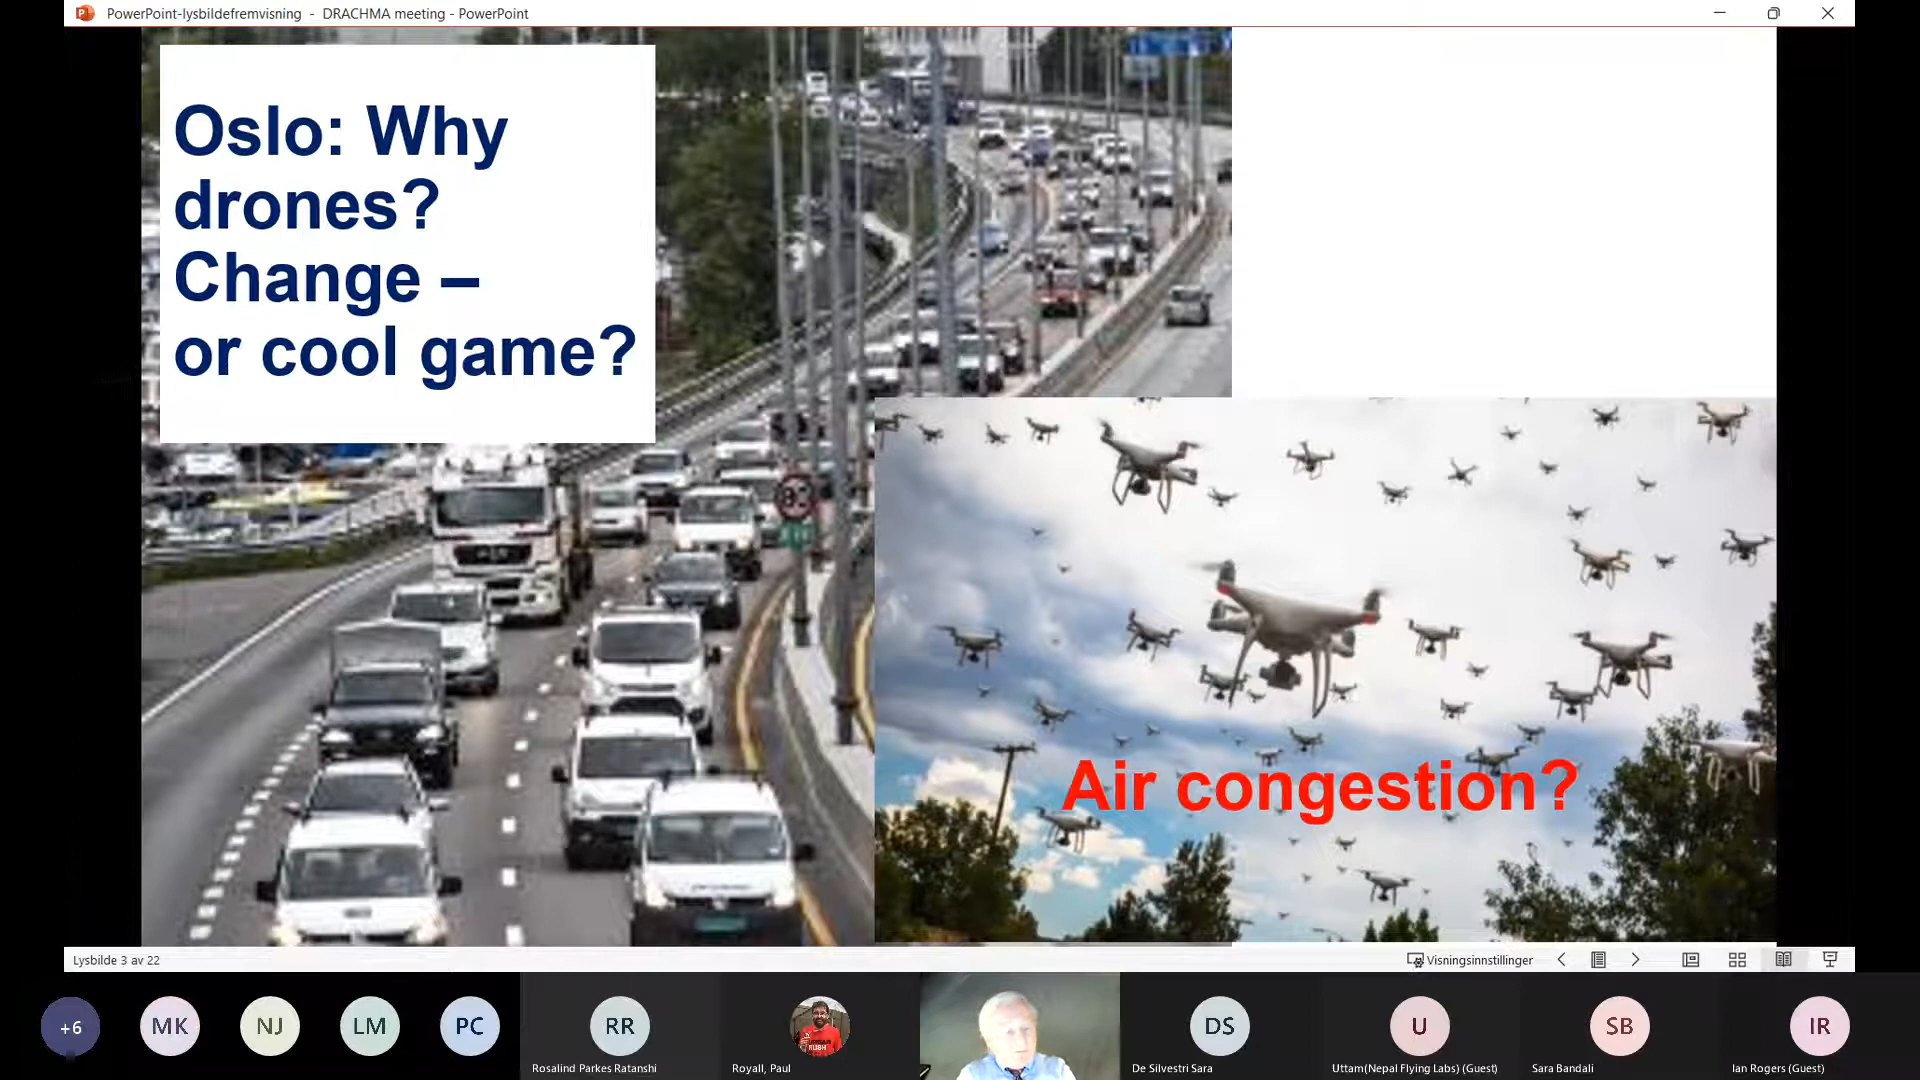 PowerPoint-lysbildefremvisning - DRACHMA meeting - PowerPoint
Oslo: Why
drones?
Change –
or cool game?
Air congestion?
Lysbilde 3 av 22
Visningsinnstillinger
+6
MK
NJ
LM
PC
RR
DS
U
SB
IR
Rosalind Parkes Ratanshi
Royall, Paul
De Silvestri Sara
Uttam(Nepal Flying Labs) (Guest)
Sara Bandali
Ian Rogers (Guest)